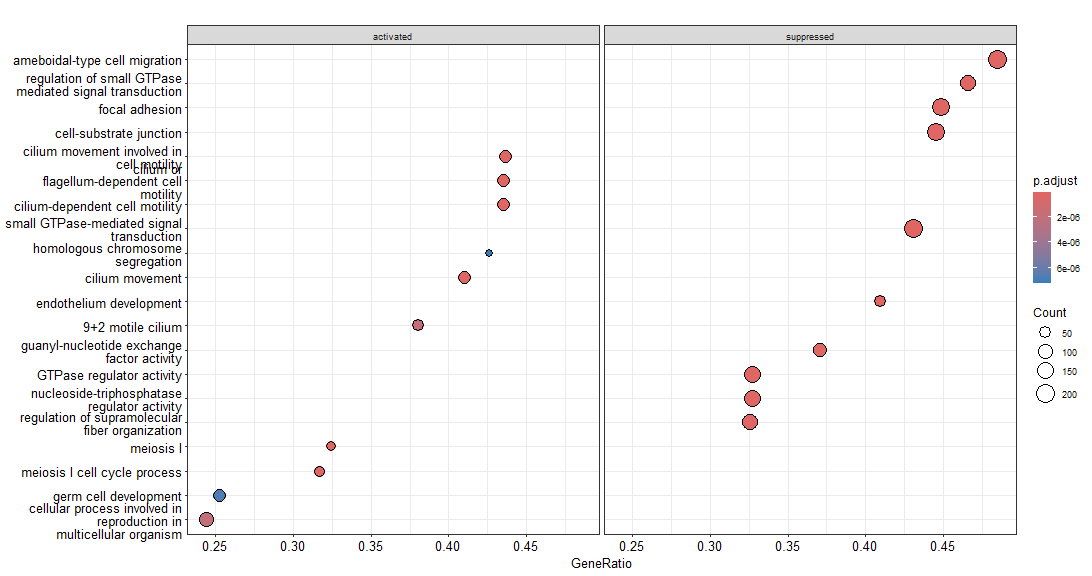 activated
suppressed
ameboidal-type cell migration
regulation of small GTPase
mediated signal transduction
focal adhesion
cell-substrate junction
cilium movement involved in
cell motility
cilium or
flagellum-dependent cell
motility
cilium-dependent cell motility
small GTPase-mediated signal
transduction
homologous chromosome
segregation
cilium movement
endothelium development
9+2 motile cilium
guanyl-nucleotide exchange
factor activity
GTPase regulator activity
nucleoside-triphosphatase
regulator activity
regulation of supramolecular
fiber organization
meiosis I
meiosis I cell cycle process
germ cell development
cellular process involved in
reproduction in
multicellular organism
0.25 0.30 0.35 0.40 0.45
0.25 0.30 0.35 0.40 0.45
GeneRatio
p.adjust
2e-06
4e-06
6e-06
Count
50
100
150
200